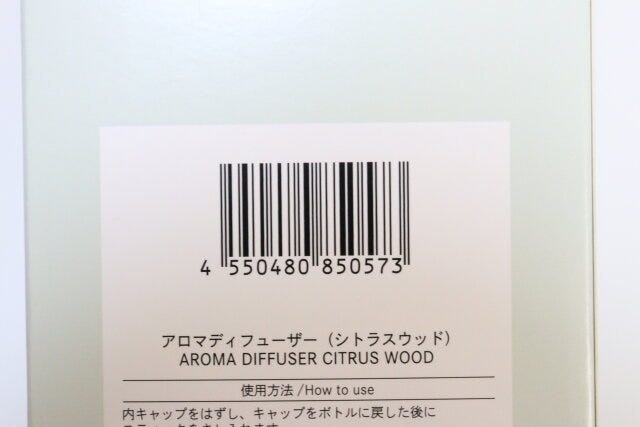 4 550480 850573
アロマディフューザー（シトラスウッド）
AROMA DIFFUSER CITRUS WOOD
使用方法 /How to use
内キャップをはずし、キャップをボトルに戻した後に